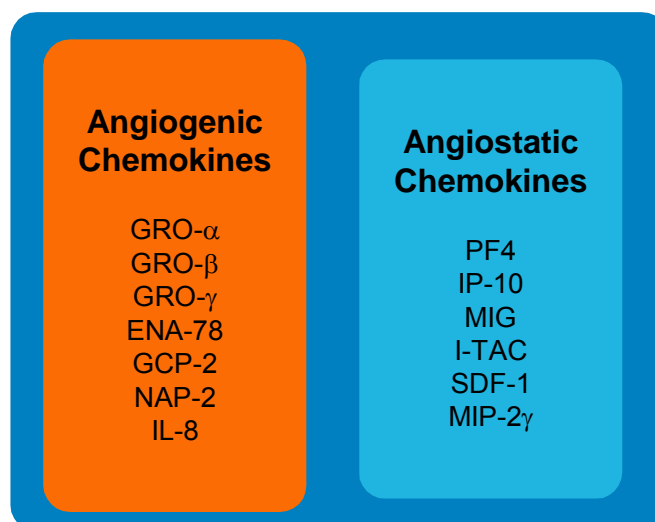 Angiogenic
Chemokines
GRO-α
GRO-β
GRO-γ
ENA-78
GCP-2
NAP-2
IL-8
Angiostatic
Chemokines
PF4
IP-10
MIG
I-TAC
SDF-1
MIP-2γ